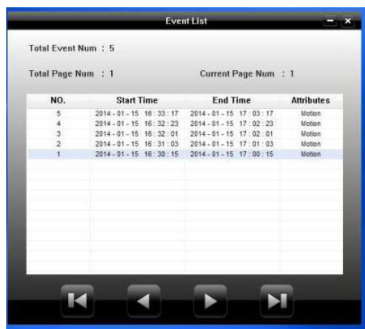 Event List
Total Event Num : 5
Total Page Num : 1 Current Page Num : 1
NO. Start Time End Time Attributes
5 2014 - 01 - 15 16 : 33 : 17 2014 - 01 - 15 17 : 03 : 17 Motion
4 2014 - 01 - 15 16 : 32 : 23 2014 - 01 - 15 17 : 02 : 23 Motion
3 2014 - 01 - 15 16 : 32 : 01 2014 - 01 - 15 17 : 02 : 01 Motion
2 2014 - 01 - 15 16 : 31 : 03 2014 - 01 - 15 17 : 01 : 03 Motion
1 2014 - 01 - 15 16 : 30 : 15 2014 - 01 - 15 17 : 00 : 15 Motion